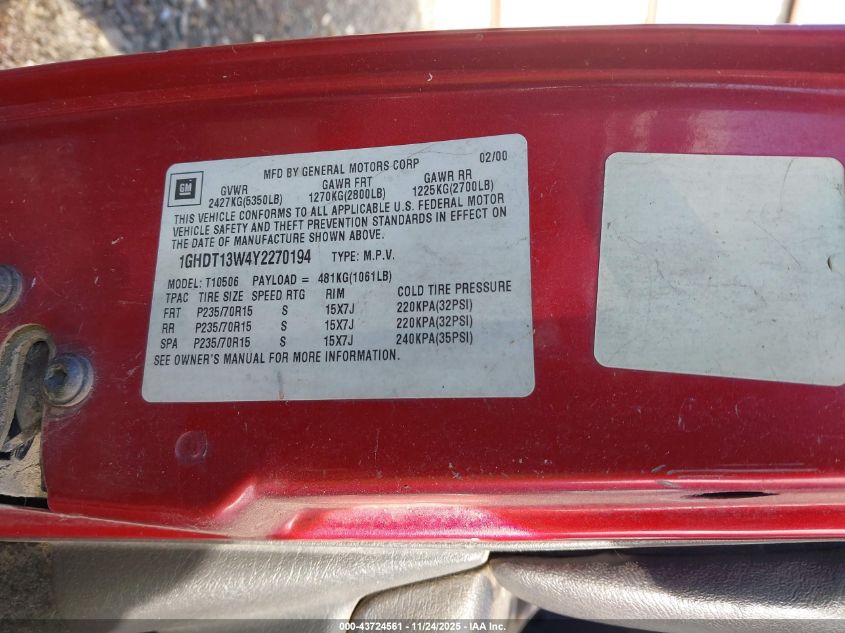 MFD BY GENERAL MOTORS CORP 02/00
GM
GVWR GAWR FRT GAWR RR
2427KG(5350LB) 1270KG(2800LB) 1225KG(2700LB)
THIS VEHICLE CONFORMS TO ALL APPLICABLE U.S. FEDERAL MOTOR
VEHICLE SAFETY AND THEFT PREVENTION STANDARDS IN EFFECT ON
THE DATE OF MANUFACTURE SHOWN ABOVE.
1GHDT13W4Y2270194 TYPE: M.P.V.
MODEL: T10506 PAYLOAD = 481KG(1061LB)
TPAC TIRE SIZE SPEED RTG RIM COLD TIRE PRESSURE
FRT P235/70R15 S 15X7J 220KPA(32PSI)
RR P235/70R15 S 15X7J 220KPA(32PSI)
SPA P235/70R15 S 15X7J 240KPA(35PSI)
SEE OWNER'S MANUAL FOR MORE INFORMATION.
000-43724561 - 11/24/2025 - IAA Inc.